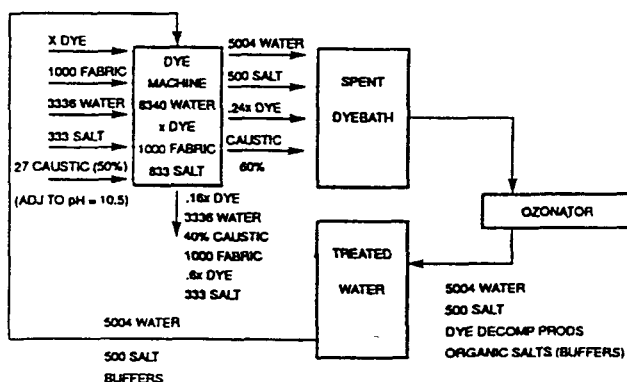 X DYE
1000 FABRIC
3336 WATER
333 SALT
27 CAUSTIC (50%)
(ADJ TO pH = 10.5)
DYE
MACHINE
8340 WATER
x DYE
1000 FABRIC
833 SALT
5004 WATER
500 SALT
.24x DYE
CAUSTIC
60%
SPENT
DYEBATH
OZONATOR
.16x DYE
3336 WATER
40% CAUSTIC
1000 FABRIC
.6x DYE
333 SALT
TREATED
WATER
5004 WATER
500 SALT
DYE DECOMP PRODS
ORGANIC SALTS (BUFFERS)
5004 WATER
500 SALT
BUFFERS